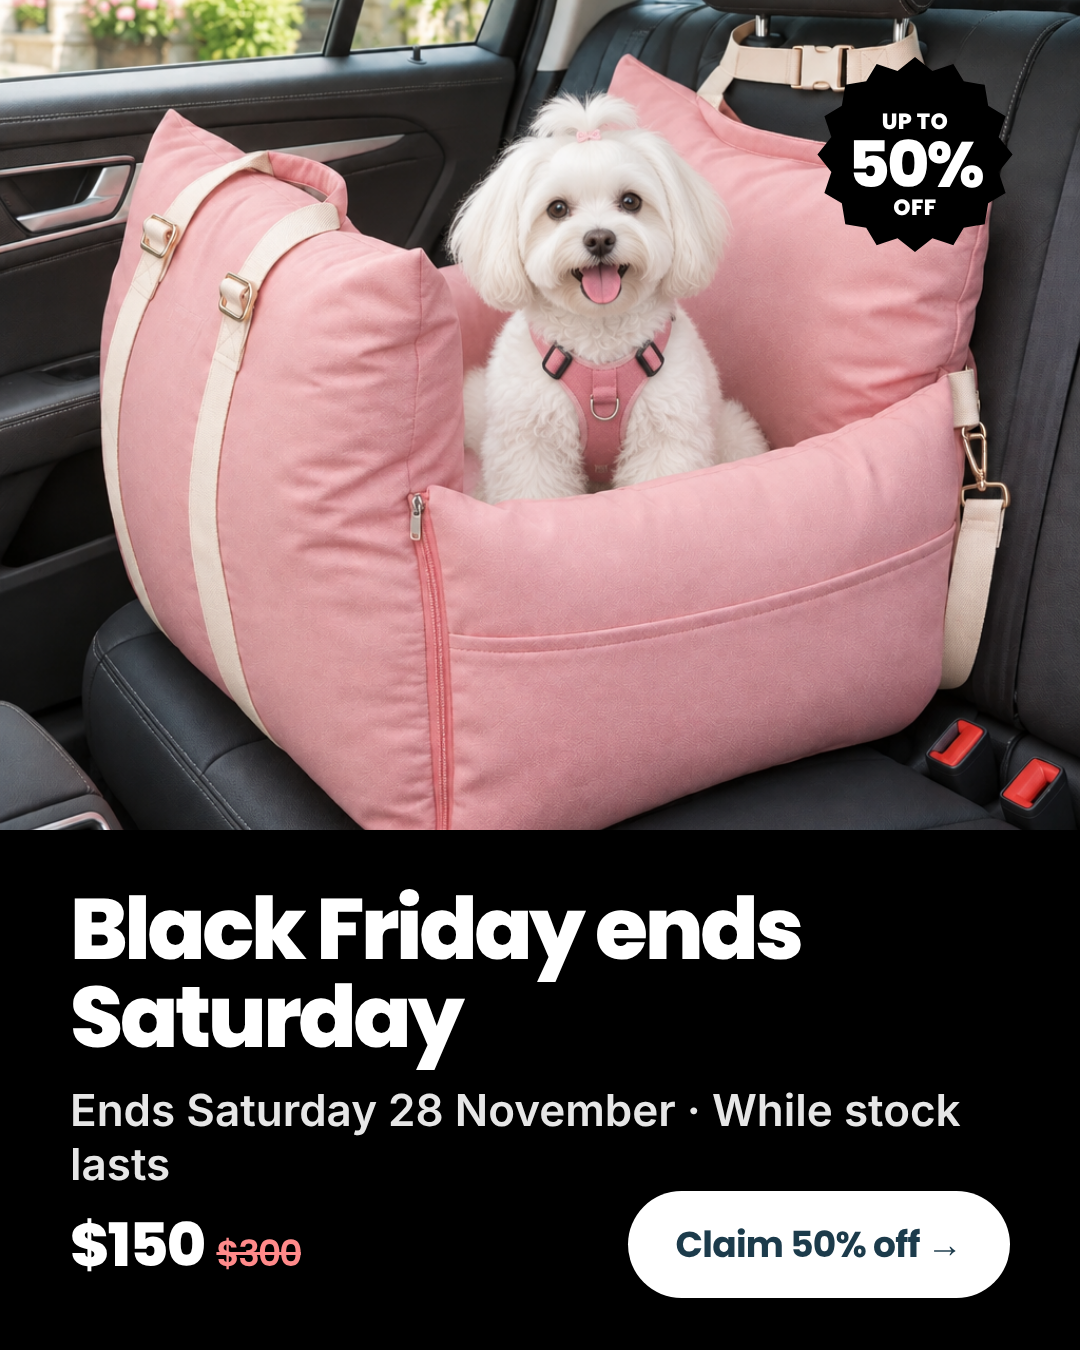 UP TO
50%
OFF
Black Friday ends
Saturday
Ends Saturday 28 November · While stock
lasts
$150 $300
Claim 50% off →